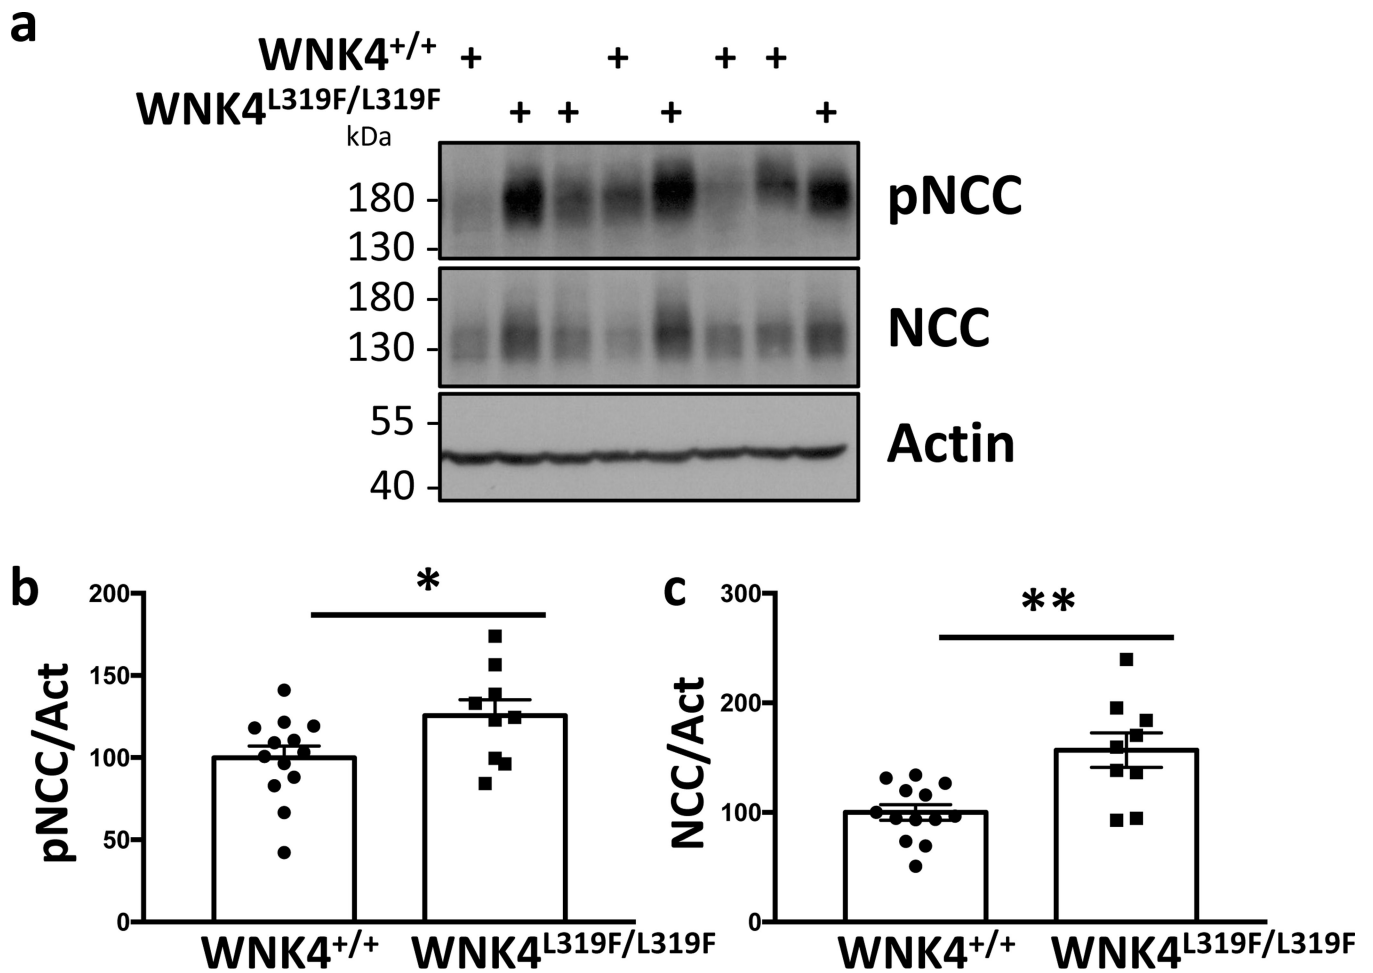 a
WNK4+/+ + + + +
WNK4L319F/L319F + + + +
kDa
180
130
pNCC
180
130
NCC
55
40
Actin
b
pNCC/Act
200
150
100
50
0
*
WNK4+/+ WNK4L319F/L319F
c
NCC/Act
300
200
100
0
**
WNK4+/+ WNK4L319F/L319F